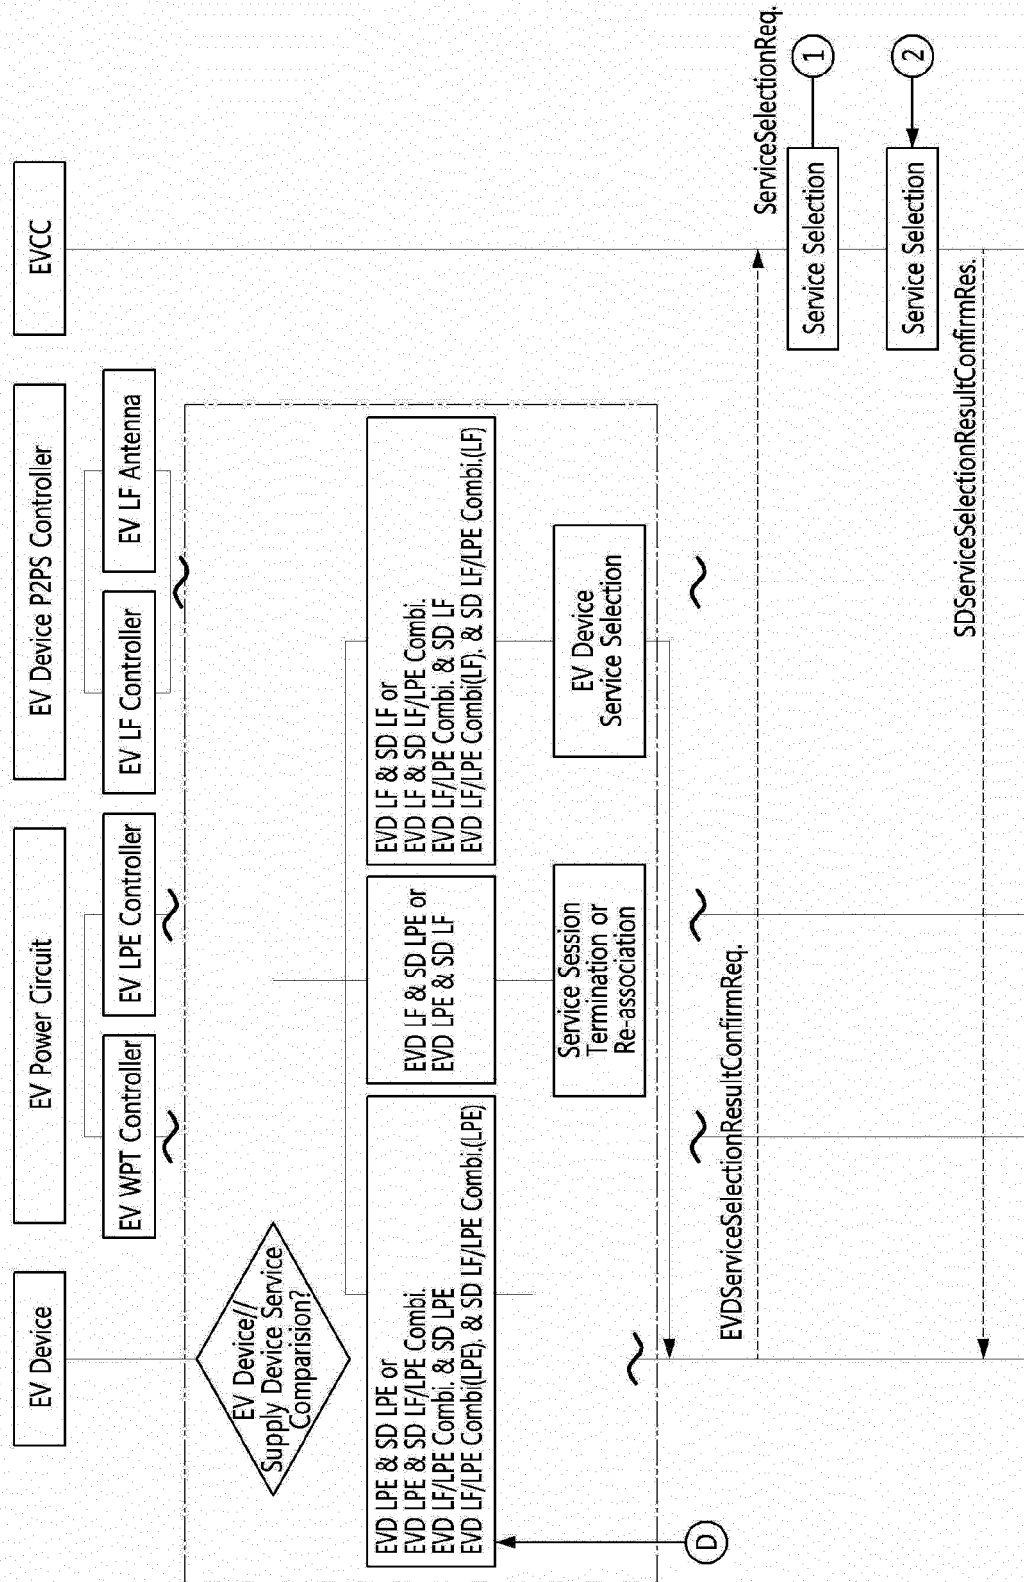 EV Device
EV Power Circuit
EV Device P2PS Controller
EVCC
EV WPT Controller
EV LPE Controller
EV LF Controller
EV LF Antenna
EV Device//
Supply Device Service
Comparision?
EVD LPE & SD LPE or
EVD LPE & SD LF/LPE Combi.
EVD LF/LPE Combi. & SD LPE
EVD LF/LPE Combi(LPE). & SD LF/LPE Combi.(LPE)
EVD LF & SD LPE or
EVD LPE & SD LF
EVD LF & SD LF or
EVD LF & SD LF/LPE Combi.
EVD LF/LPE Combi. & SD LF
EVD LF/LPE Combi(LF). & SD LF/LPE Combi.(LF)
Service Session
Termination or
Re-association
EV Device
Service Selection
D
EVDServiceSelectionResultConfirmReq.
ServiceSelectionReq.
Service Selection
1
Service Selection
2
SDServiceSelectionResultConfirmRes.